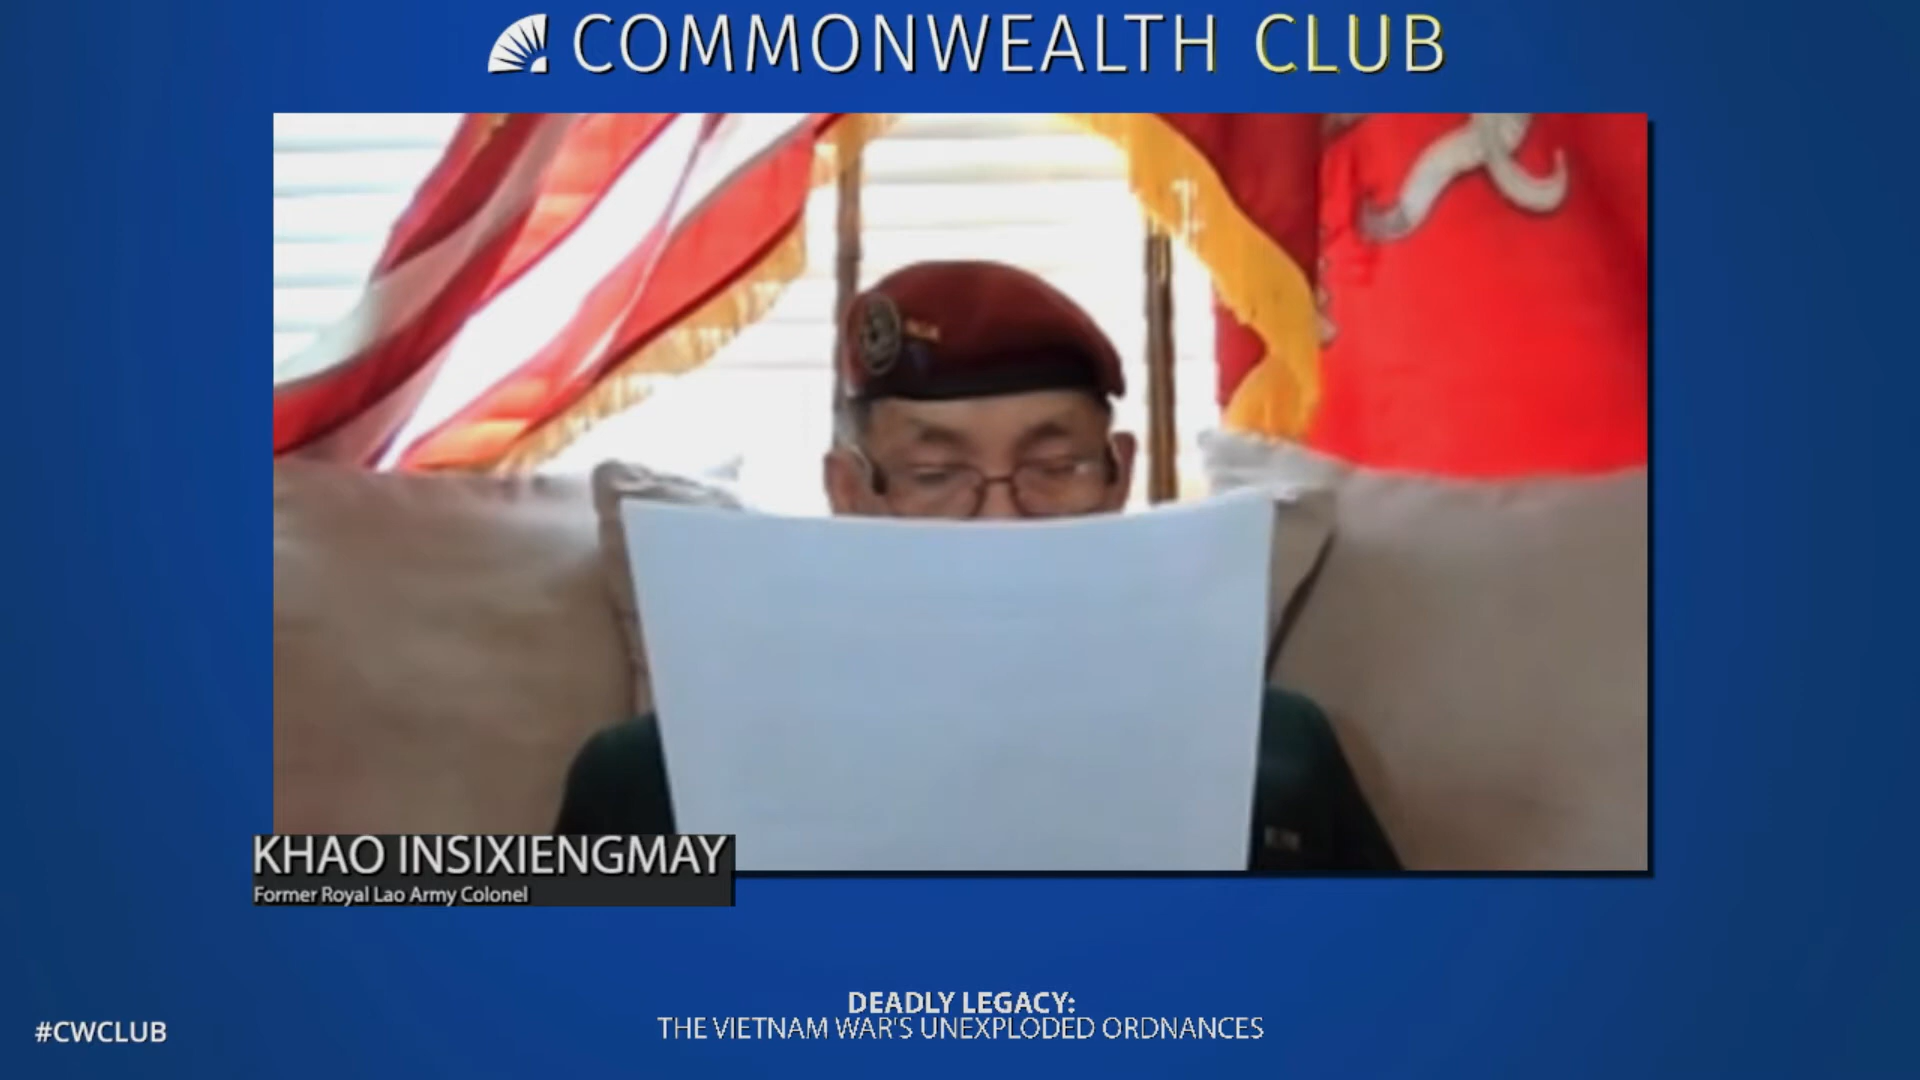 COMMONWEALTH CLUB
KHAO INSIXIENGMAY
Former Royal Lao Army Colonel
DEADLY LEGACY:
THE VIETNAM WAR'S UNEXPLODED ORDNANCES
#CWCLUB